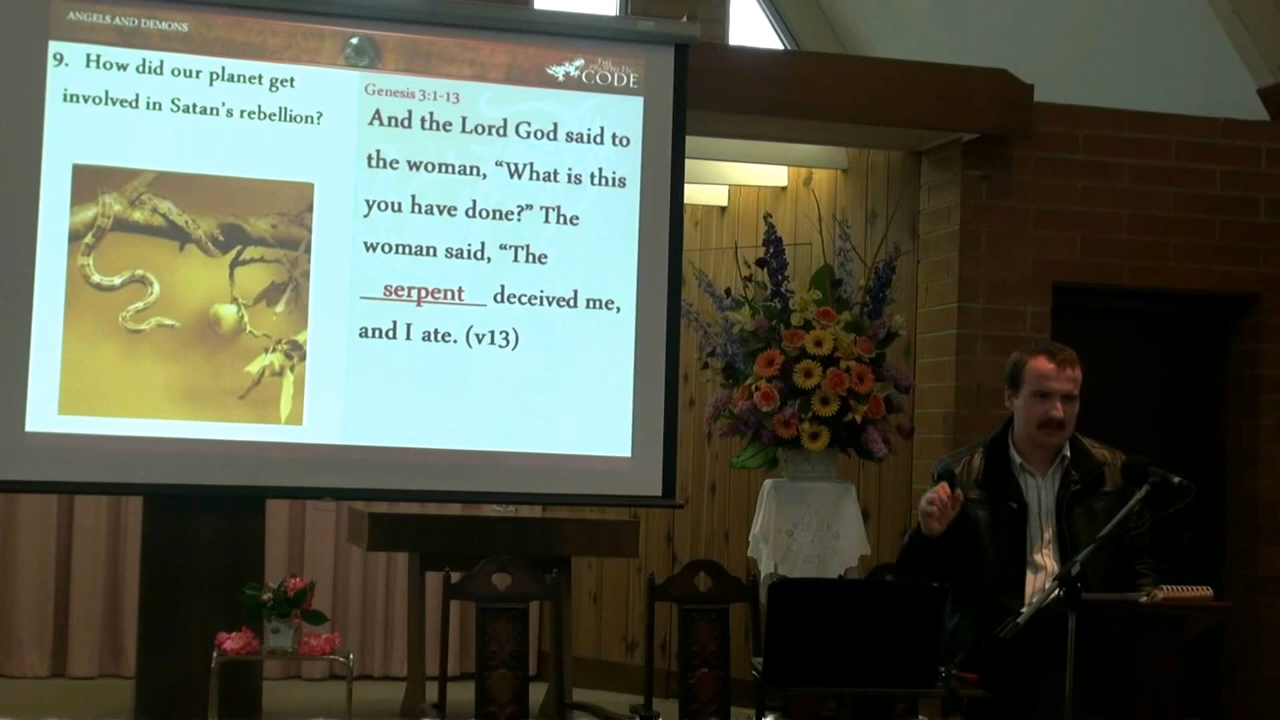 ANGELS AND DEMONS
THE PROPHETIC
CODE
9. How did our planet get
involved in Satan's rebellion?
Genesis 3:1-13
And the Lord God said to
the woman, “What is this
you have done?” The
woman said, “The
serpent deceived me,
and I ate. (v13)